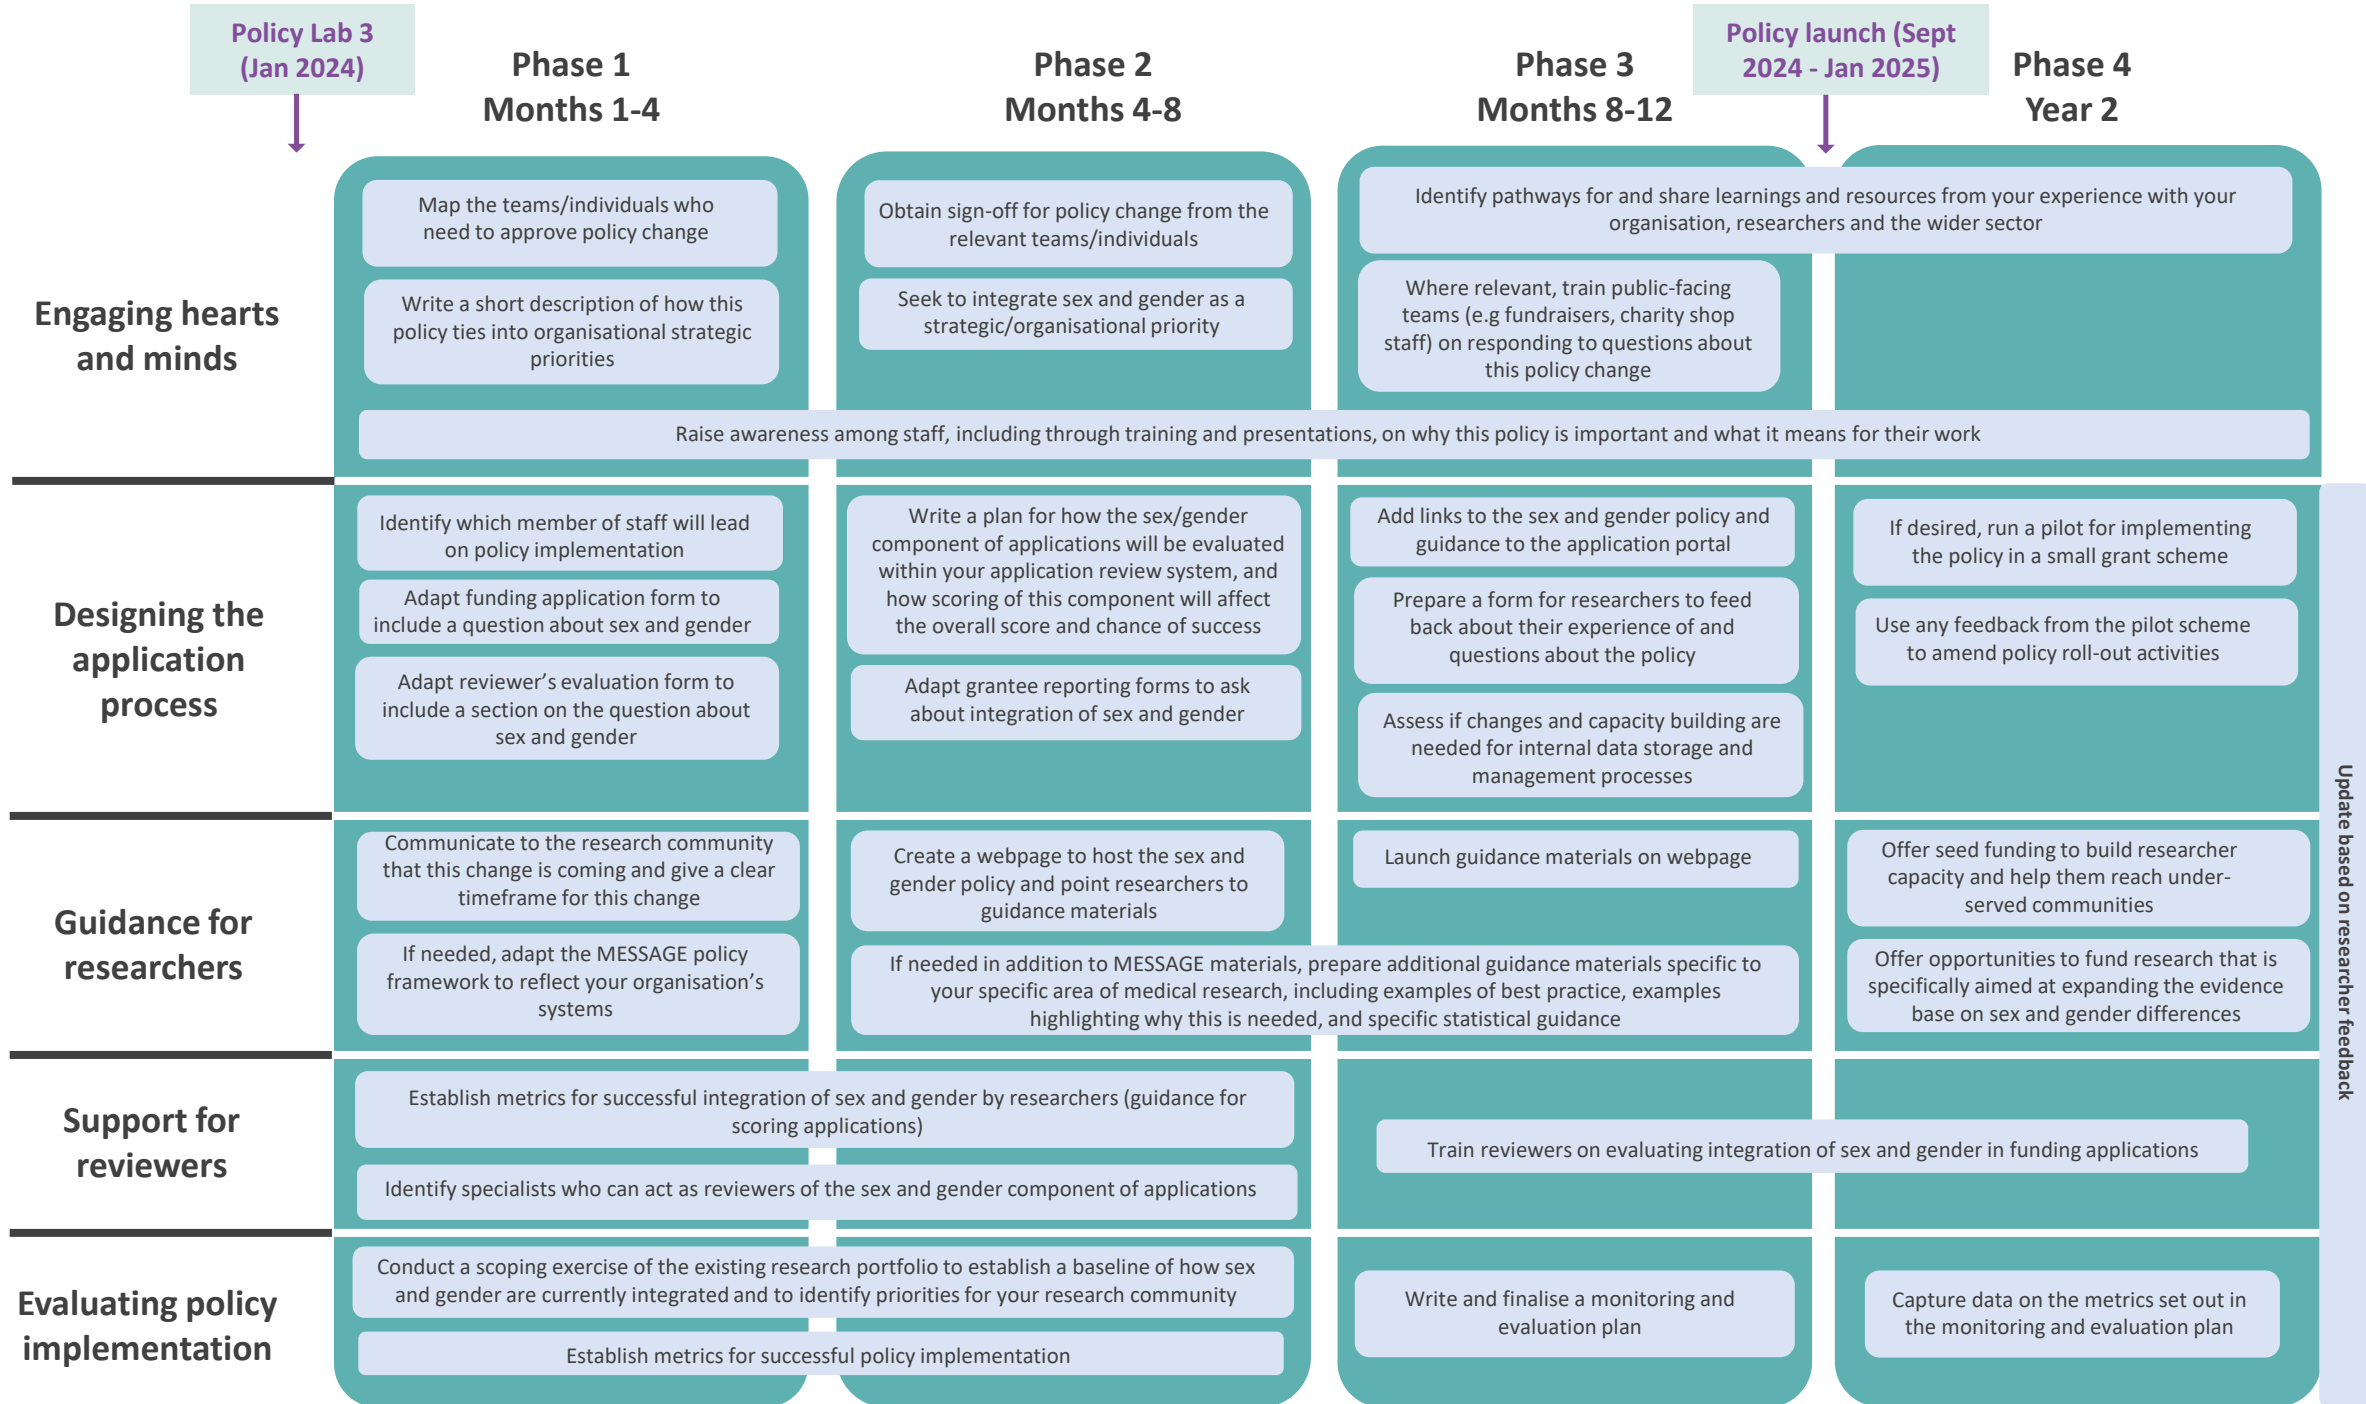 Policy Lab 3
(Jan 2024)
Phase 1
Months 1-4
Phase 2
Months 4-8
Phase 3
Months 8-12
Policy launch (Sept
2024 - Jan 2025)
Phase 4
Year 2
Engaging hearts
and minds
Map the teams/individuals who
need to approve policy change
Write a short description of how this
policy ties into organisational strategic
priorities
Obtain sign-off for policy change from the
relevant teams/individuals
Seek to integrate sex and gender as a
strategic/organisational priority
Identify pathways for and share learnings and resources from your experience with your
organisation, researchers and the wider sector
Where relevant, train public-facing
teams (e.g fundraisers, charity shop
staff) on responding to questions about
this policy change
Raise awareness among staff, including through training and presentations, on why this policy is important and what it means for their work
Designing the
application
process
Identify which member of staff will lead
on policy implementation
Adapt funding application form to
include a question about sex and gender
Adapt reviewer's evaluation form to
include a section on the question about
sex and gender
Write a plan for how the sex/gender
component of applications will be evaluated
within your application review system, and
how scoring of this component will affect
the overall score and chance of success
Adapt grantee reporting forms to ask
about integration of sex and gender
Add links to the sex and gender policy and
guidance to the application portal
Prepare a form for researchers to feed
back about their experience of and
questions about the policy
Assess if changes and capacity building are
needed for internal data storage and
management processes
If desired, run a pilot for implementing
the policy in a small grant scheme
Use any feedback from the pilot scheme
to amend policy roll-out activities
Guidance for
researchers
Communicate to the research community
that this change is coming and give a clear
timeframe for this change
If needed, adapt the MESSAGE policy
framework to reflect your organisation's
systems
Create a webpage to host the sex and
gender policy and point researchers to
guidance materials
If needed in addition to MESSAGE materials, prepare additional guidance materials specific to
your specific area of medical research, including examples of best practice, examples
highlighting why this is needed, and specific statistical guidance
Launch guidance materials on webpage
Offer seed funding to build researcher
capacity and help them reach under-
served communities
Offer opportunities to fund research that is
specifically aimed at expanding the evidence
base on sex and gender differences
Support for
reviewers
Establish metrics for successful integration of sex and gender by researchers (guidance for
scoring applications)
Identify specialists who can act as reviewers of the sex and gender component of applications
Train reviewers on evaluating integration of sex and gender in funding applications
Evaluating policy
implementation
Conduct a scoping exercise of the existing research portfolio to establish a baseline of how sex
and gender are currently integrated and to identify priorities for your research community
Establish metrics for successful policy implementation
Write and finalise a monitoring and
evaluation plan
Capture data on the metrics set out in
the monitoring and evaluation plan
Update based on researcher feedback